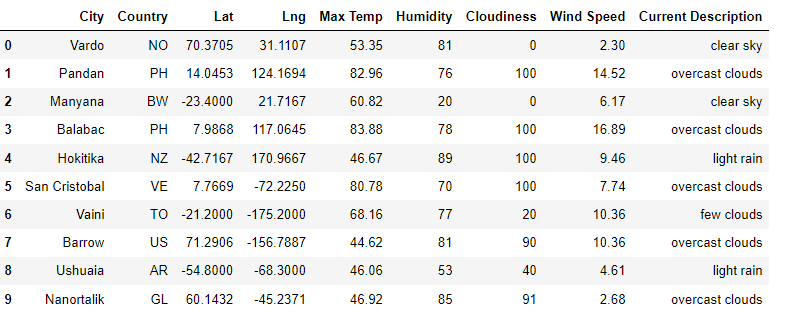 City Country Lat Lng Max Temp Humidity Cloudiness Wind Speed Current Description
0 Vardo NO 70.3705 31.1107 53.35 81 0 2.30 clear sky
1 Pandan PH 14.0453 124.1694 82.96 76 100 14.52 overcast clouds
2 Manyana BW -23.4000 21.7167 60.82 20 0 6.17 clear sky
3 Balabac PH 7.9868 117.0645 83.88 78 100 16.89 overcast clouds
4 Hokitika NZ -42.7167 170.9667 46.67 89 100 9.46 light rain
5 San Cristobal VE 7.7669 -72.2250 80.78 70 100 7.74 overcast clouds
6 Vaini TO -21.2000 -175.2000 68.16 77 20 10.36 few clouds
7 Barrow US 71.2906 -156.7887 44.62 81 90 10.36 overcast clouds
8 Ushuaia AR -54.8000 -68.3000 46.06 53 40 4.61 light rain
9 Nanortalik GL 60.1432 -45.2371 46.92 85 91 2.68 overcast clouds